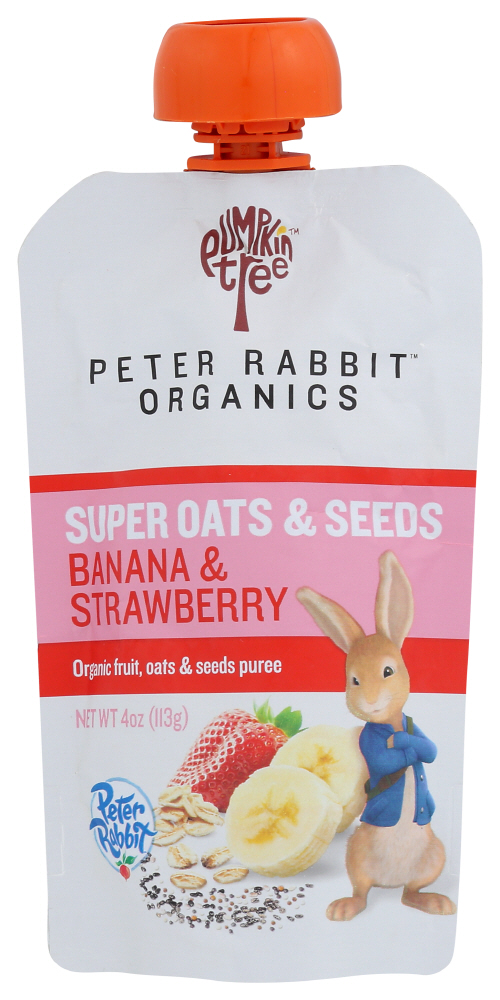 PUMPKIN
tree™
PETER RABBIT™
ORGANICS
SUPER OATS & SEEDS
BANANA &
STRAWBERRY
Organic fruit, oats & seeds puree
NET WT 4oz (113g)
Peter
Rabbit